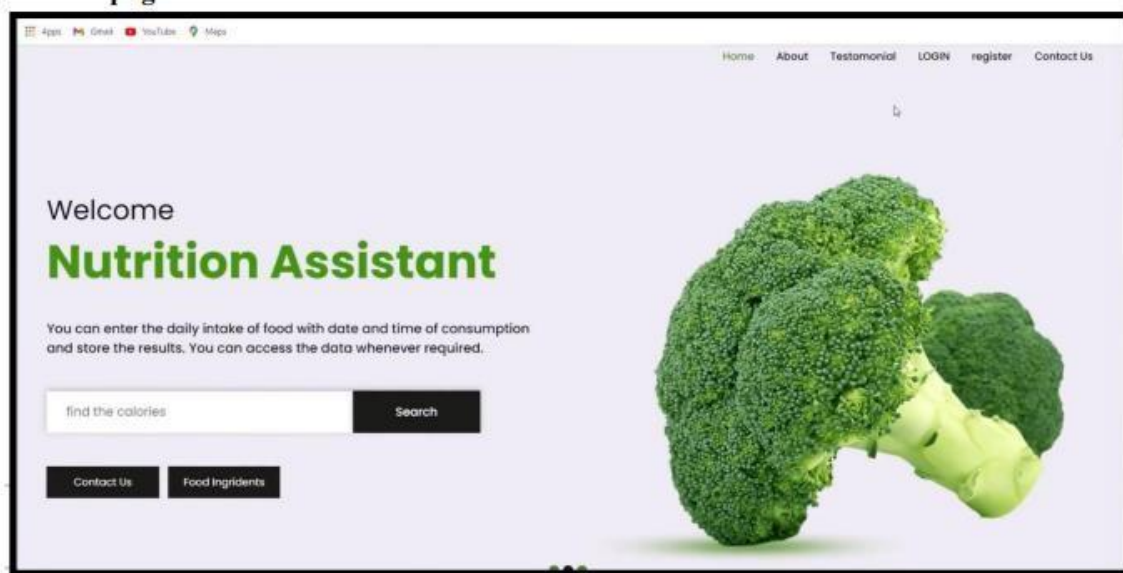 Apps Gmail YouTube Maps
Home About Testomonial LOGIN register Contact Us
Welcome
Nutrition Assistant
You can enter the daily intake of food with date and time of consumption
and store the results. You can access the data whenever required.
find the calories Search
Contact Us Food Ingridents